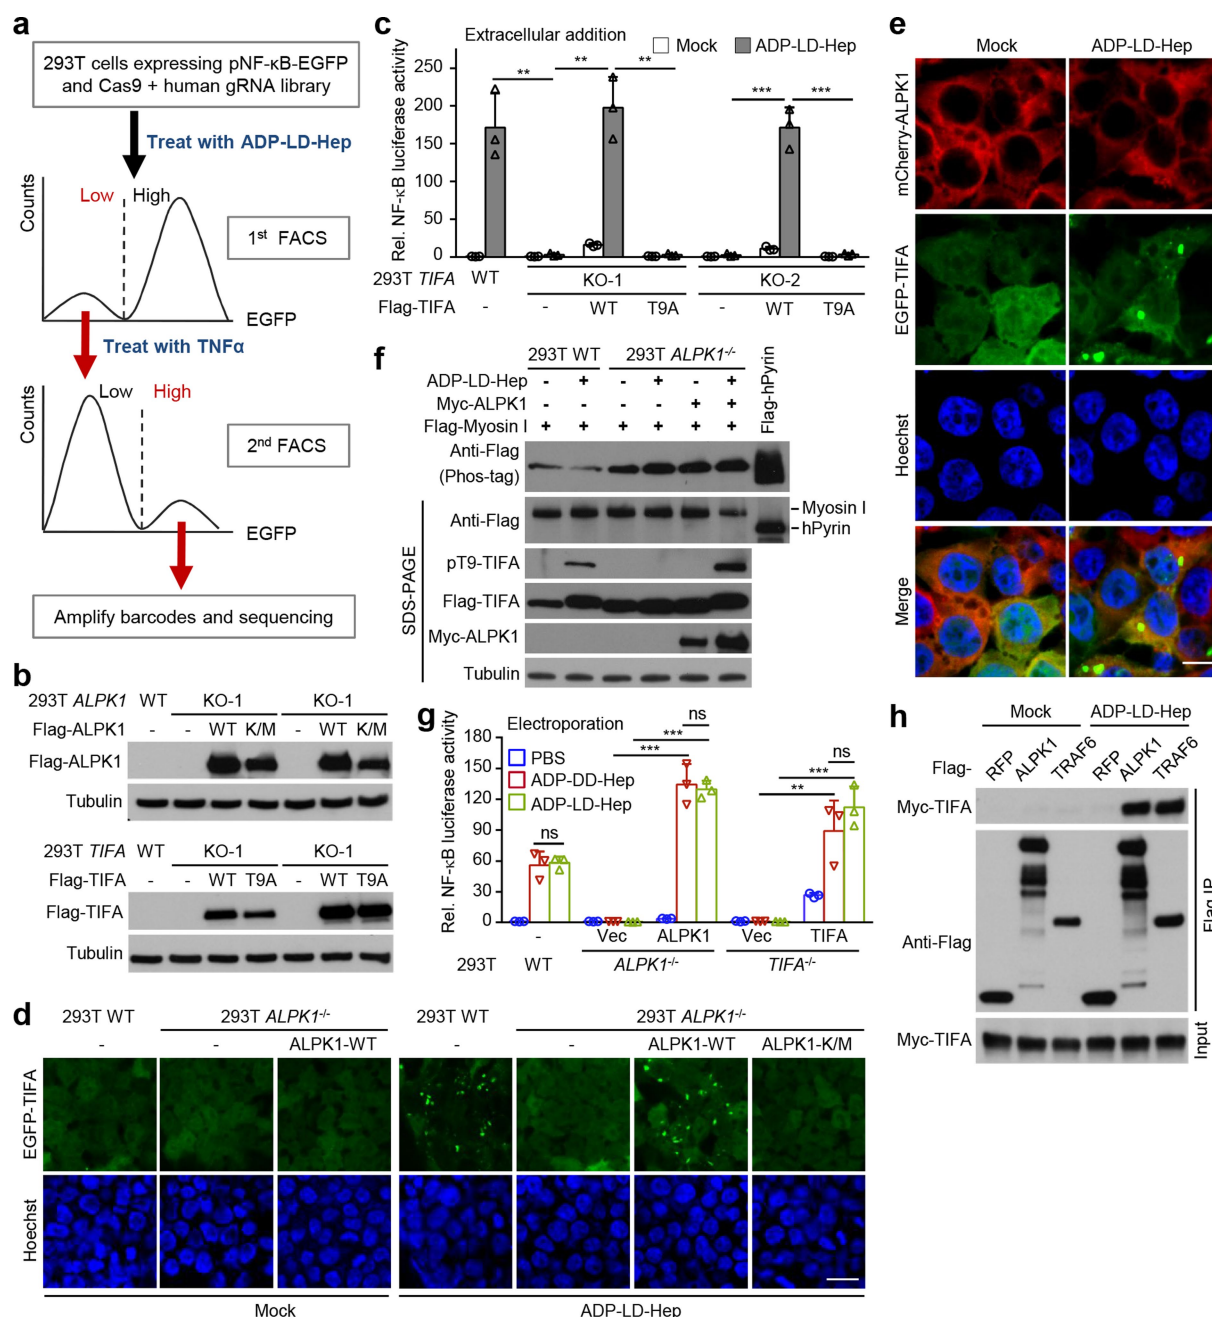 a
293T cells expressing pNF-κB-EGFP
and Cas9 + human gRNA library
Treat with ADP-LD-Hep
Counts
Low
High
1st FACS
EGFP
Treat with TNFα
Counts
Low
High
2nd FACS
EGFP
Amplify barcodes and sequencing
b
293T ALPK1 WT KO-1 KO-1
Flag-ALPK1 - - WT K/M - WT K/M
Flag-ALPK1
Tubulin
293T TIFA WT KO-1 KO-1
Flag-TIFA - - WT T9A - WT T9A
Flag-TIFA
Tubulin
c
Extracellular addition
Mock ADP-LD-Hep
Rel. NF-κB luciferase activity
250
200
150
100
50
0
** ** ** *** ***
293T TIFA WT KO-1 KO-2
Flag-TIFA - - WT T9A - WT T9A
d
293T WT 293T ALPK1-/- 293T WT 293T ALPK1-/-
- - ALPK1-WT - - ALPK1-WT ALPK1-K/M
EGFP-TIFA
Hoechst
Mock ADP-LD-Hep
e
Mock ADP-LD-Hep
mCherry-ALPK1
EGFP-TIFA
Hoechst
Merge
f
293T WT 293T ALPK1-/-
Flag-hPyrin
ADP-LD-Hep - + - + - +
Myc-ALPK1 - - - - + +
Flag-Myosin I + + + + + +
Anti-Flag
(Phos-tag)
Anti-Flag
Myosin I
hPyrin
SDS-PAGE
pT9-TIFA
Flag-TIFA
Myc-ALPK1
Tubulin
g
Electroporation
PBS
ADP-DD-Hep
ADP-LD-Hep
Rel. NF-κB luciferase activity
180
150
120
90
60
30
0
ns *** *** ns ** *** ns
- Vec ALPK1 Vec TIFA
293T WT ALPK1-/- TIFA-/-
h
Mock ADP-LD-Hep
Flag- RFP ALPK1 TRAF6 RFP ALPK1 TRAF6
Myc-TIFA
Anti-Flag
Flag IP
Myc-TIFA
Input